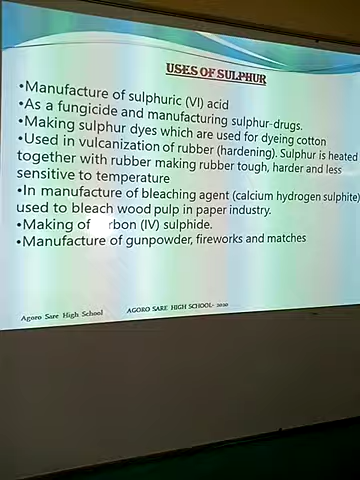 USES OF SULPHUR
•Manufacture of sulphuric (VI) acid
•As a fungicide and manufacturing sulphur-drugs.
•Making sulphur dyes which are used for dyeing cotton
•Used in vulcanization of rubber (hardening). Sulphur is heated
together with rubber making rubber tough, harder and less
sensitive to temperature
•In manufacture of bleaching agent (calcium hydrogen sulphite)
used to bleach wood pulp in paper industry.
•Making of rbon (IV) sulphide.
•Manufacture of gunpowder, fireworks and matches
Agoro Sare High School
AGORO SARE HIGH SCHOOL- 2020